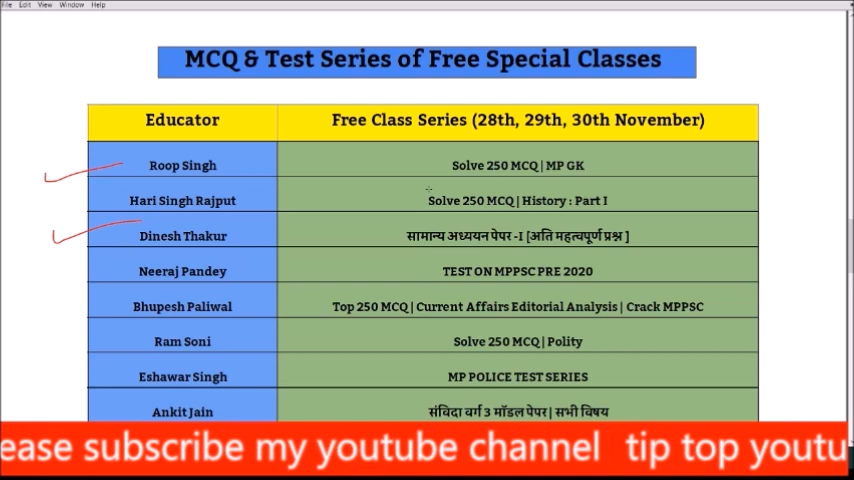 File Edit View Window Help
MCQ & Test Series of Free Special Classes
Educator Free Class Series (28th, 29th, 30th November)
Roop Singh Solve 250 MCQ | MP GK
Hari Singh Rajput Solve 250 MCQ | History : Part I
Dinesh Thakur सामान्य अध्ययन पेपर -I [अति महत्वपूर्ण प्रश्न ]
Neeraj Pandey TEST ON MPPSC PRE 2020
Bhupesh Paliwal Top 250 MCQ | Current Affairs Editorial Analysis | Crack MPPSC
Ram Soni Solve 250 MCQ | Polity
Eshawar Singh MP POLICE TEST SERIES
Ankit Jain संविदा वर्ग 3 मॉडल पेपर | सभी विषय
ease subscribe my youtube channel tip top youtu